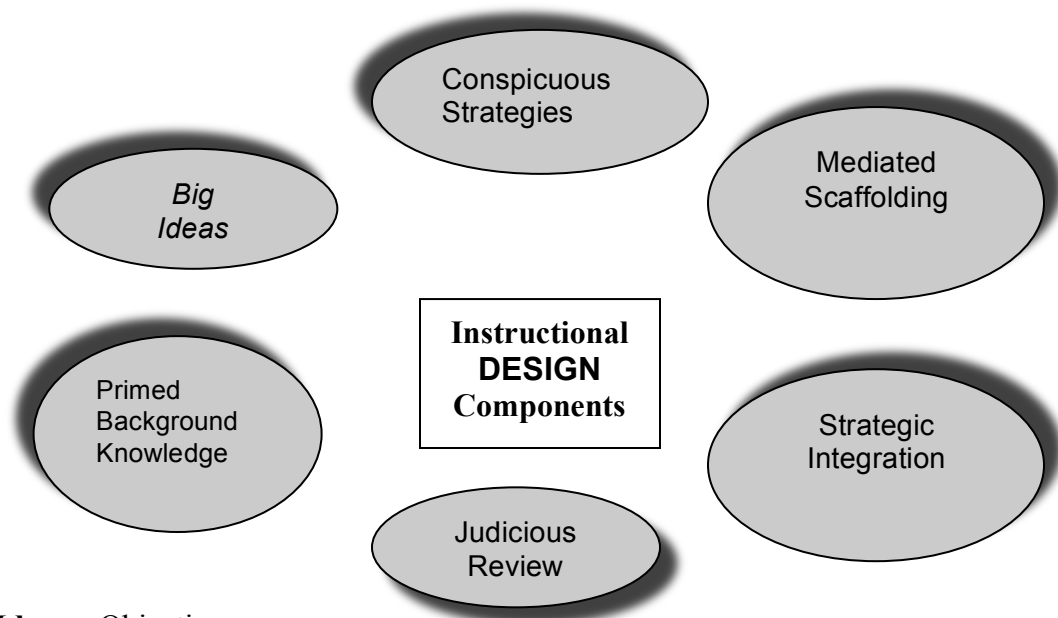 Conspicuous
Strategies
Mediated
Scaffolding
Big
Ideas
Instructional
DESIGN
Components
Primed
Background
Knowledge
Strategic
Integration
Judicious
Review